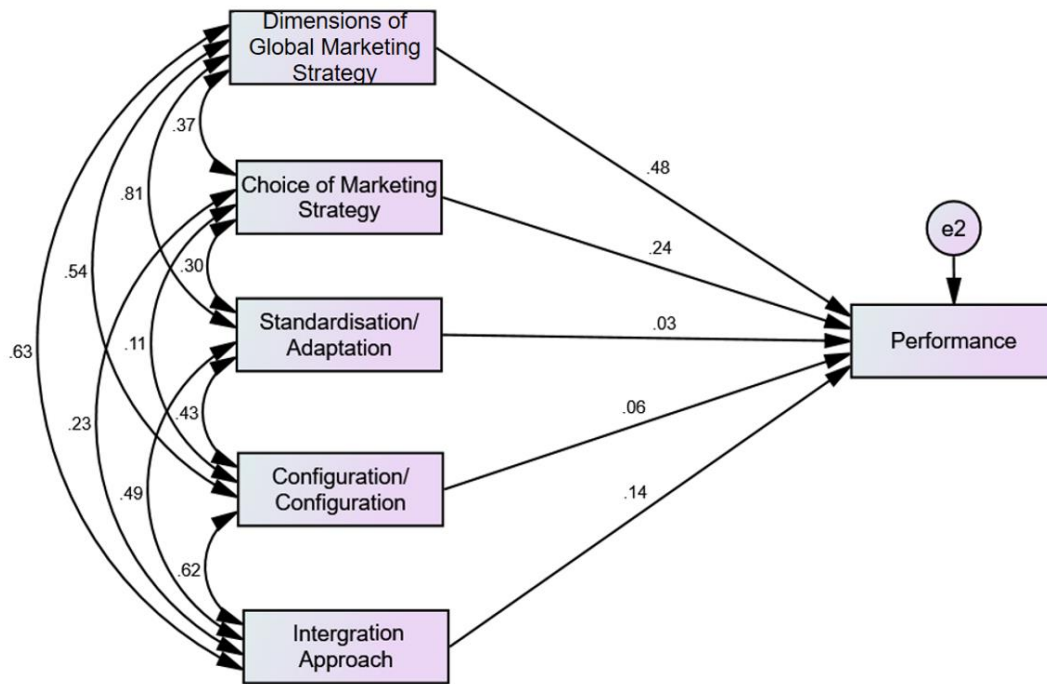 Dimensions of
Global Marketing
Strategy
.37
.48
Choice of Marketing
Strategy
.81
.24
e2
.54
.30
Standardisation/
Adaptation
.03
Performance
.63
.11
.23
.43
.06
Configuration/
Configuration
.49
.14
.62
Intergration
Approach